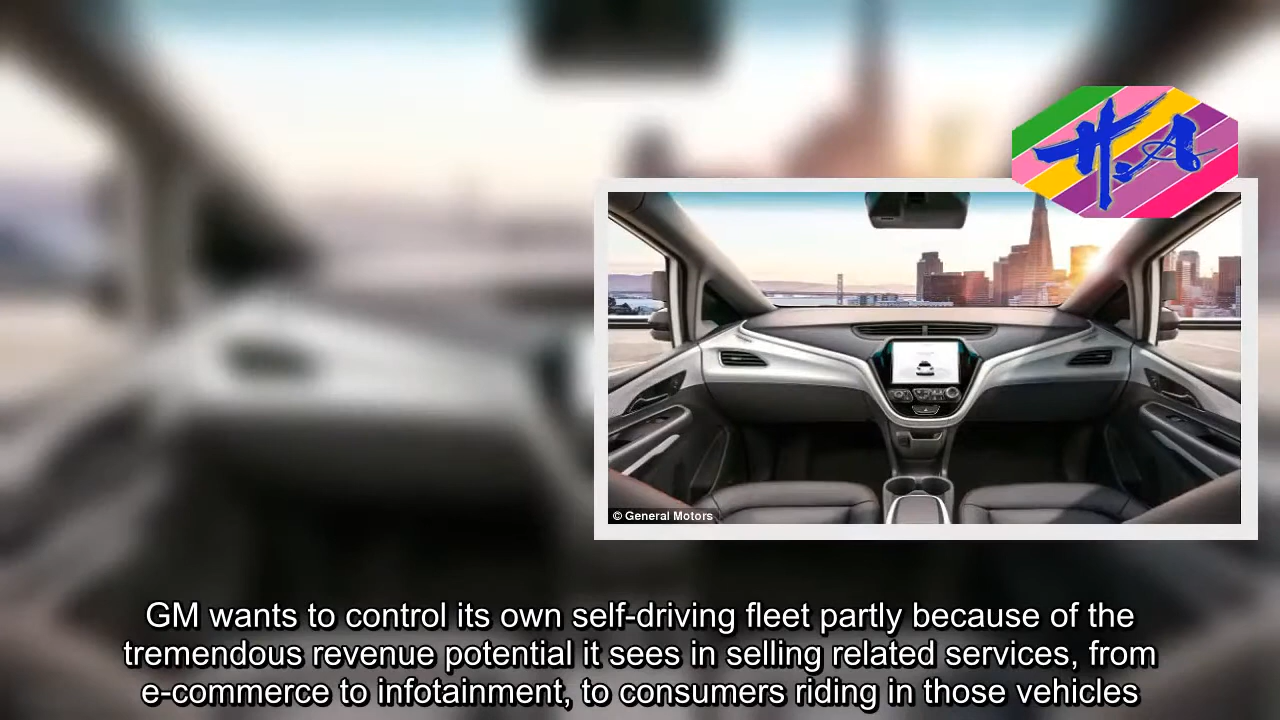 H.A
© General Motors
GM wants to control its own self-driving fleet partly because of the
tremendous revenue potential it sees in selling related services, from
e-commerce to infotainment, to consumers riding in those vehicles